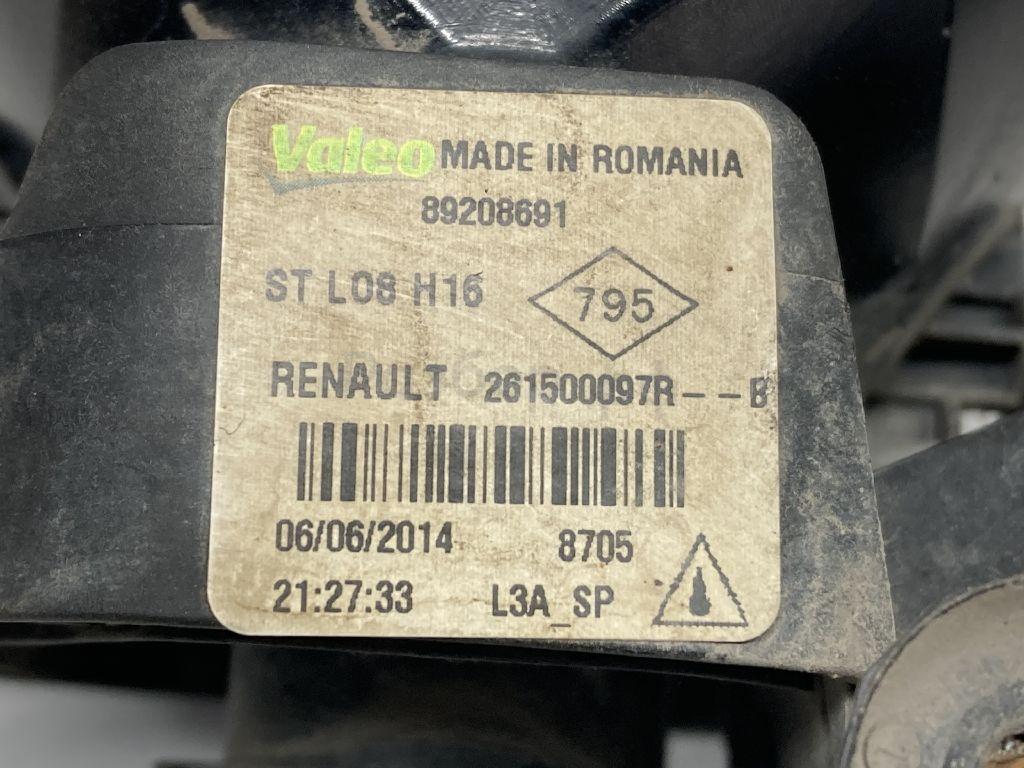 Valeo MADE IN ROMANIA
89208691
ST L08 H16
795
RENAULT 261500097R--B
06/06/2014 8705
21:27:33 L3A_SP